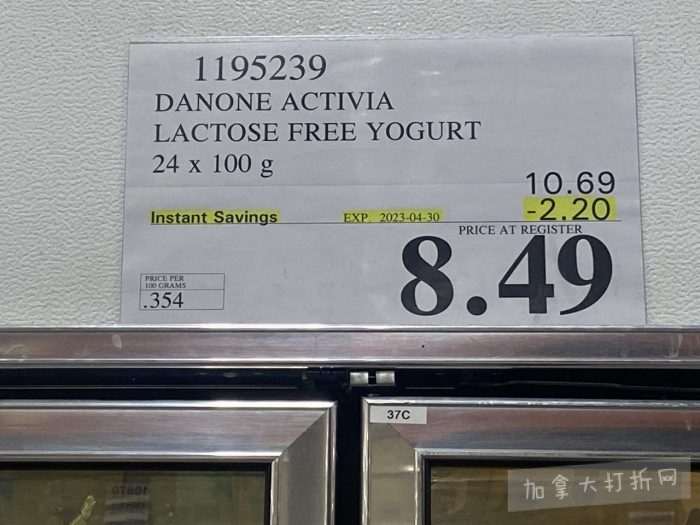 1195239
DANONE ACTIVIA
LACTOSE FREE YOGURT
24 x 100 g
10.69
Instant Savings EXP. 2023-04-30 -2.20
PRICE AT REGISTER
8.49
PRICE PER
100 GRAMS
.354
37C
加拿大打折网